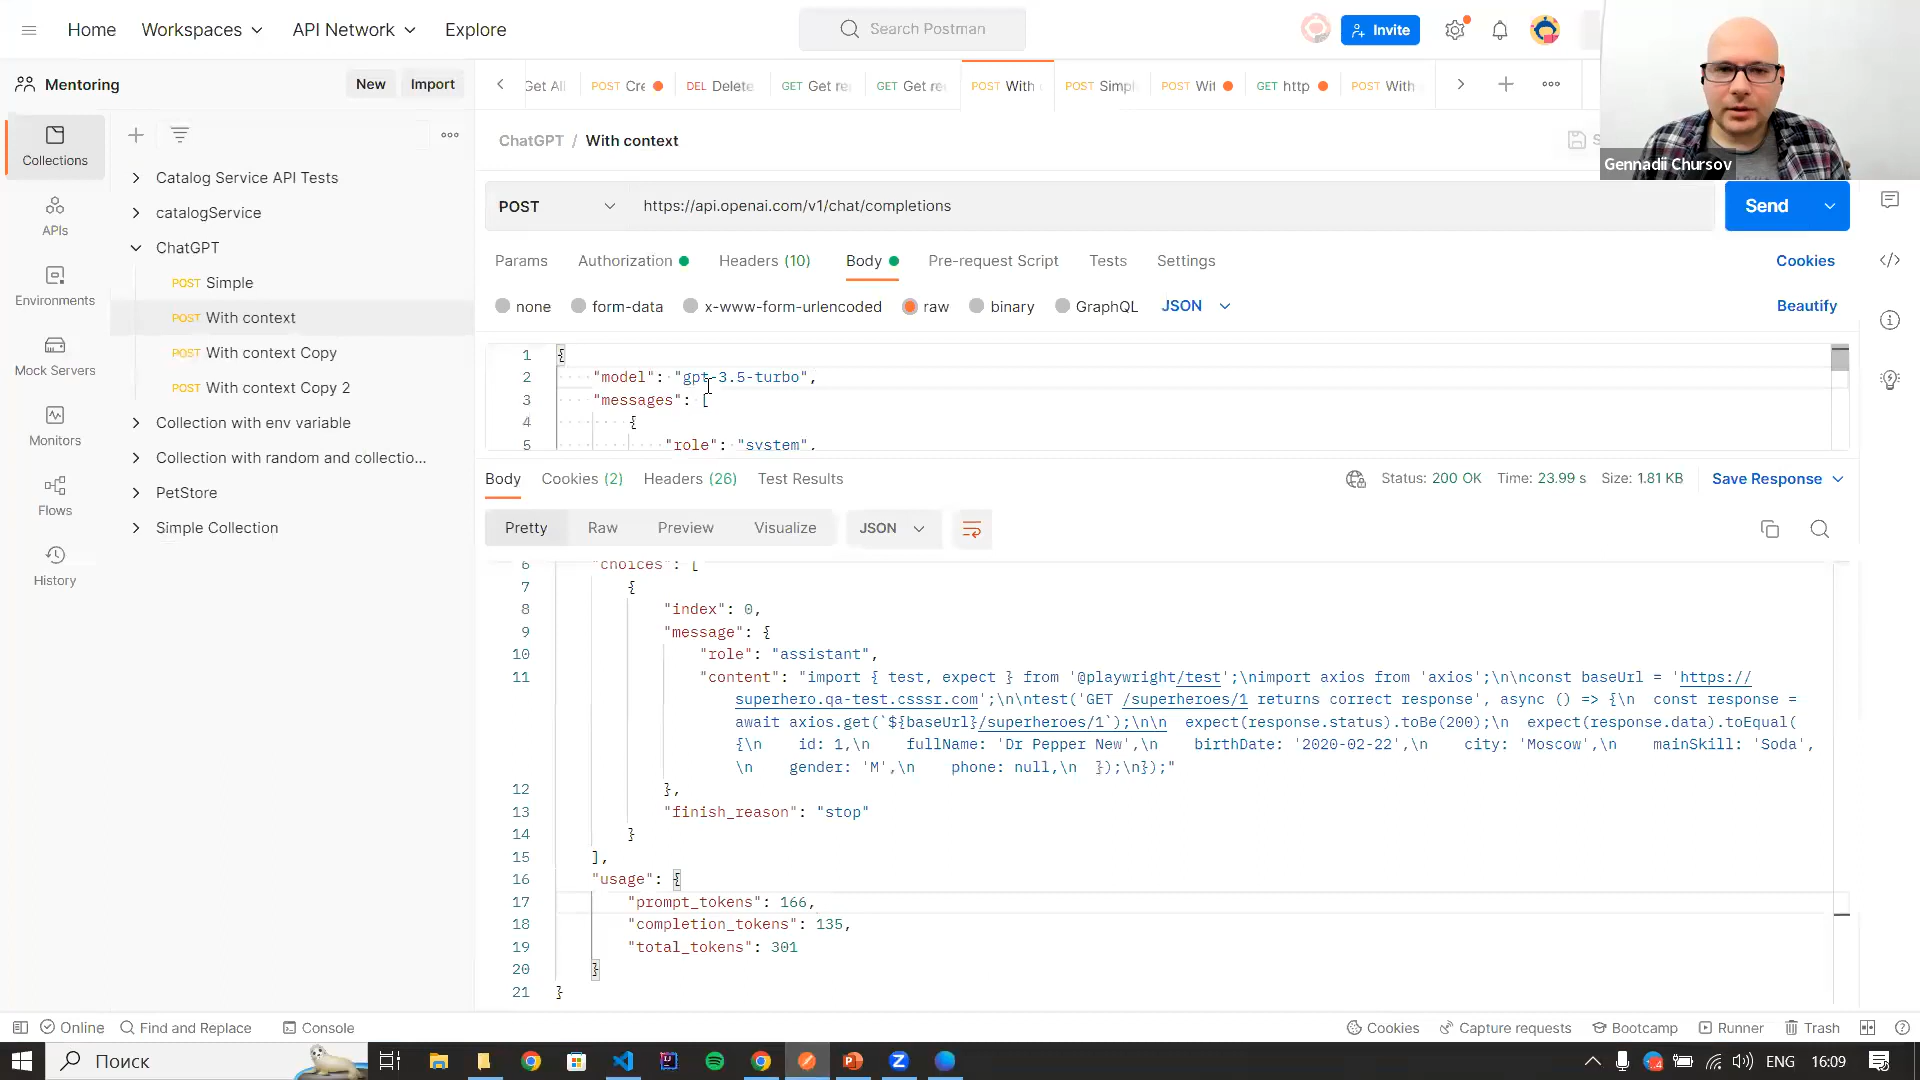 Home Workspaces API Network Explore Search Postman Invite
Mentoring New Import
Get All POST Cre DEL Delete GET Get re GET Get re POST With POST Simpl POST Wit GET http POST With
Collections
APIs
Environments
Mock Servers
Monitors
Flows
History
Catalog Service API Tests
catalogService
ChatGPT
POST Simple
POST With context
POST With context Copy
POST With context Copy 2
Collection with env variable
Collection with random and collectio...
PetStore
Simple Collection
ChatGPT / With context
Gennadii Chursov
POST https://api.openai.com/v1/chat/completions Send
Params Authorization Headers (10) Body Pre-request Script Tests Settings Cookies
none form-data x-www-form-urlencoded raw binary GraphQL JSON Beautify
1 {
2 "model": "gpt-3.5-turbo",
3 "messages": [
4 {
5 "role": "system",
Body Cookies (2) Headers (26) Test Results Status: 200 OK Time: 23.99 s Size: 1.81 KB Save Response
Pretty Raw Preview Visualize JSON
6 "choices": [
7 {
8 "index": 0,
9 "message": {
10 "role": "assistant",
11 "content": "import { test, expect } from '@playwright/test';\nimport axios from 'axios';\n\nconst baseUrl = 'https://
superhero.qa-test.csssr.com';\n\ntest('GET /superheroes/1 returns correct response', async () => {\n  const response =
await axios.get(`${baseUrl}/superheroes/1`);\n\n  expect(response.status).toBe(200);\n  expect(response.data).toEqual(
{\n    id: 1,\n    fullName: 'Dr Pepper New',\n    birthDate: '2020-02-22',\n    city: 'Moscow',\n    mainSkill: 'Soda',
\n    gender: 'M',\n    phone: null,\n  });\n});"
12 },
13 "finish_reason": "stop"
14 }
15 ],
16 "usage": {
17 "prompt_tokens": 166,
18 "completion_tokens": 135,
19 "total_tokens": 301
20 }
21 }
Online Find and Replace Console Cookies Capture requests Bootcamp Runner Trash
Поиск ENG 16:09